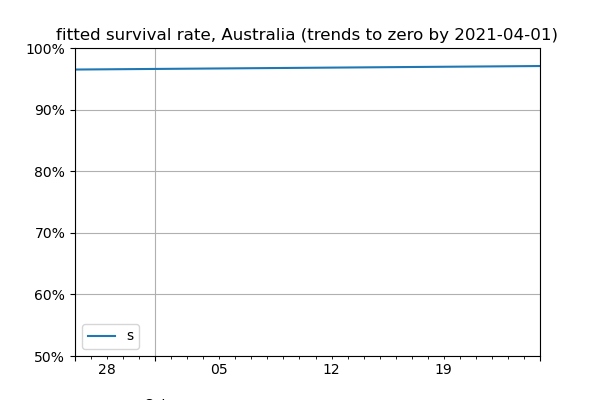 fitted survival rate, Australia (trends to zero by 2021-04-01)
100%
90%
80%
70%
60%
50%
s
28 05 12 19